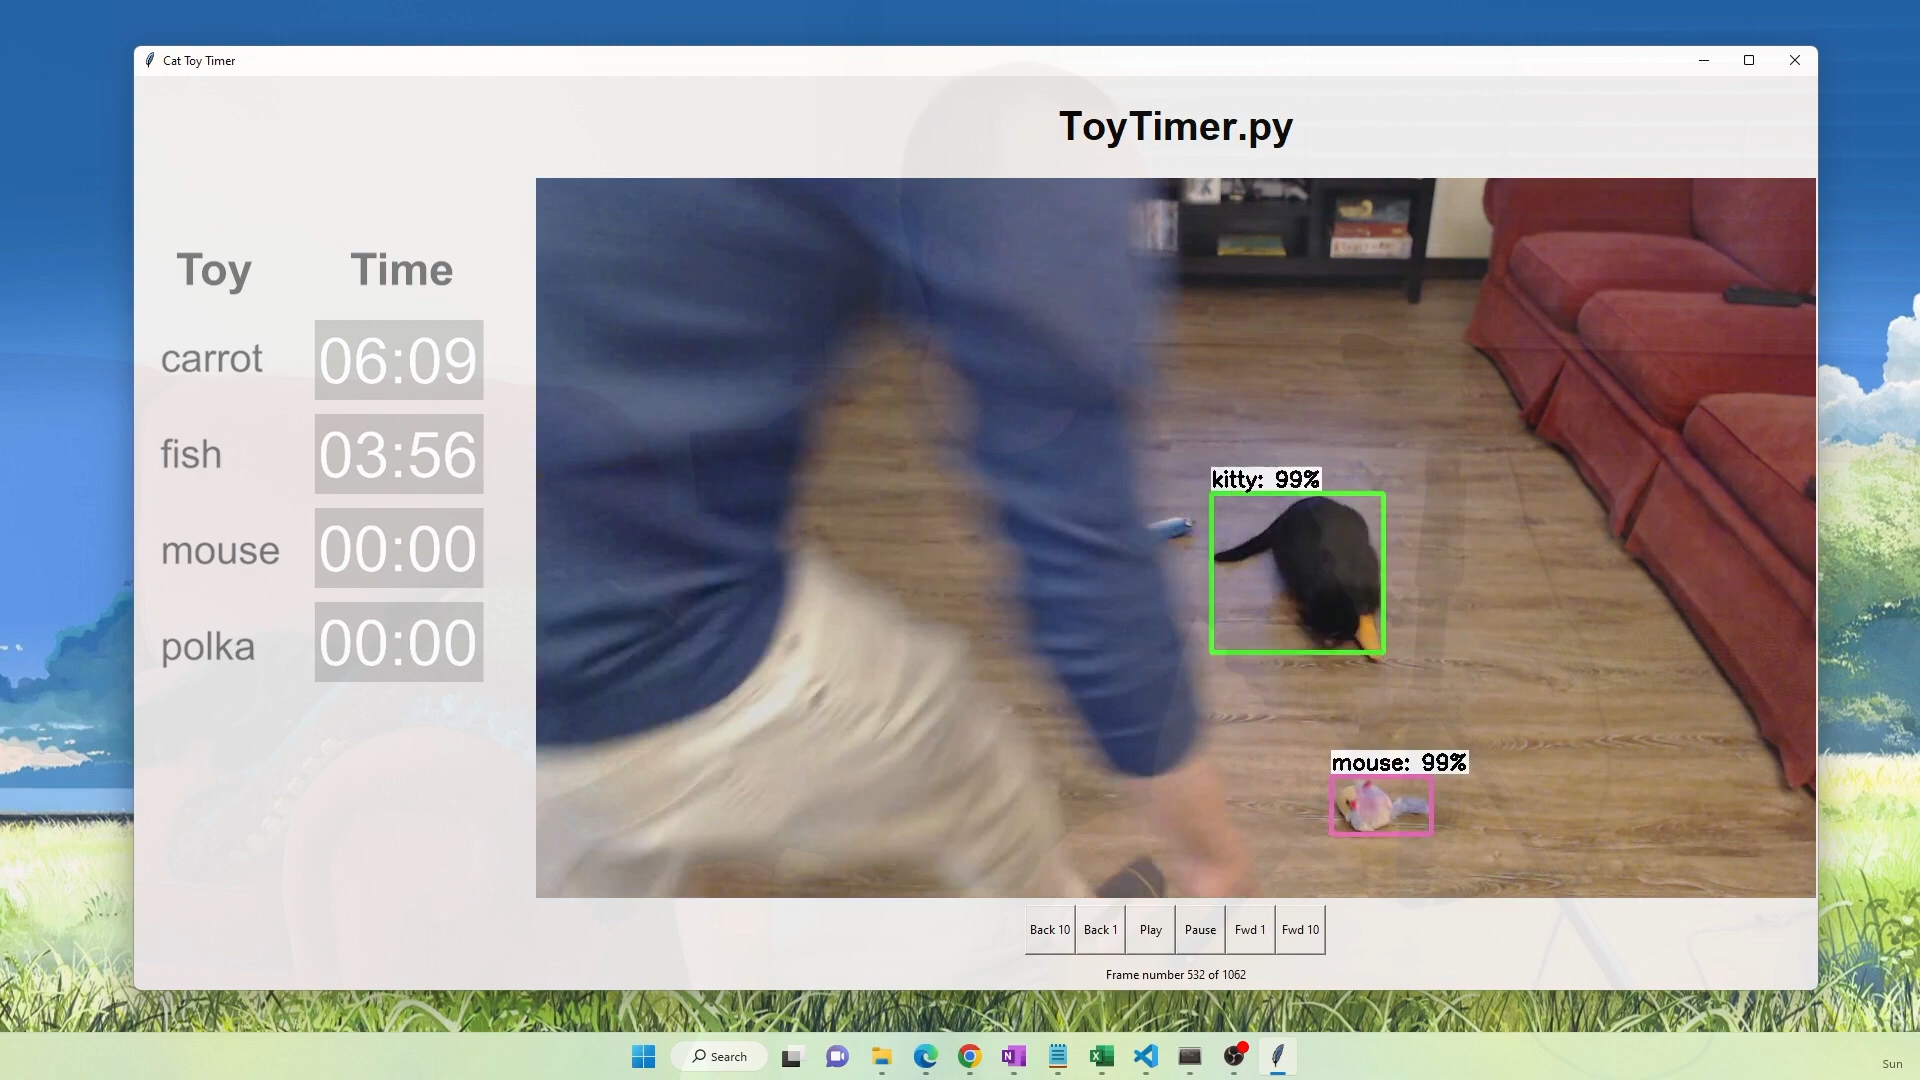 Cat Toy Timer
ToyTimer.py
Toy Time
carrot 06:09
fish 03:56
mouse 00:00
polka 00:00
kitty: 99%
mouse: 99%
Back 10 Back 1 Play Pause Fwd 1 Fwd 10
Frame number 532 of 1062
Search
Sun